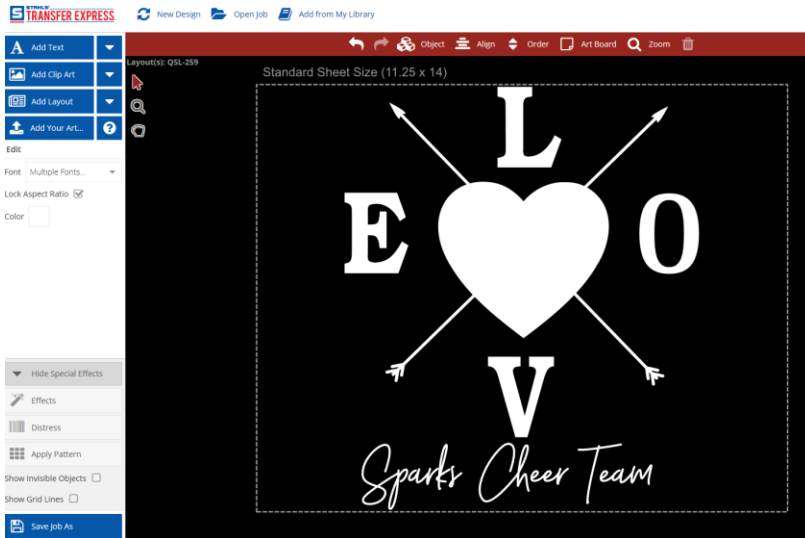 STAHLS' TRANSFER EXPRESS
New Design
Open Job
Add from My Library
Add Text
Object
Align
Order
Art Board
Zoom
Add Clip Art
Add Layout
Add Your Art...
?
Layout(s): QSL-259
Standard Sheet Size (11.25 x 14)
Edit
Font Multiple Fonts...
Lock Aspect Ratio
Color
L
E
O
V
Sparks Cheer Team
Hide Special Effects
Effects
Distress
Apply Pattern
Show Invisible Objects
Show Grid Lines
Save Job As